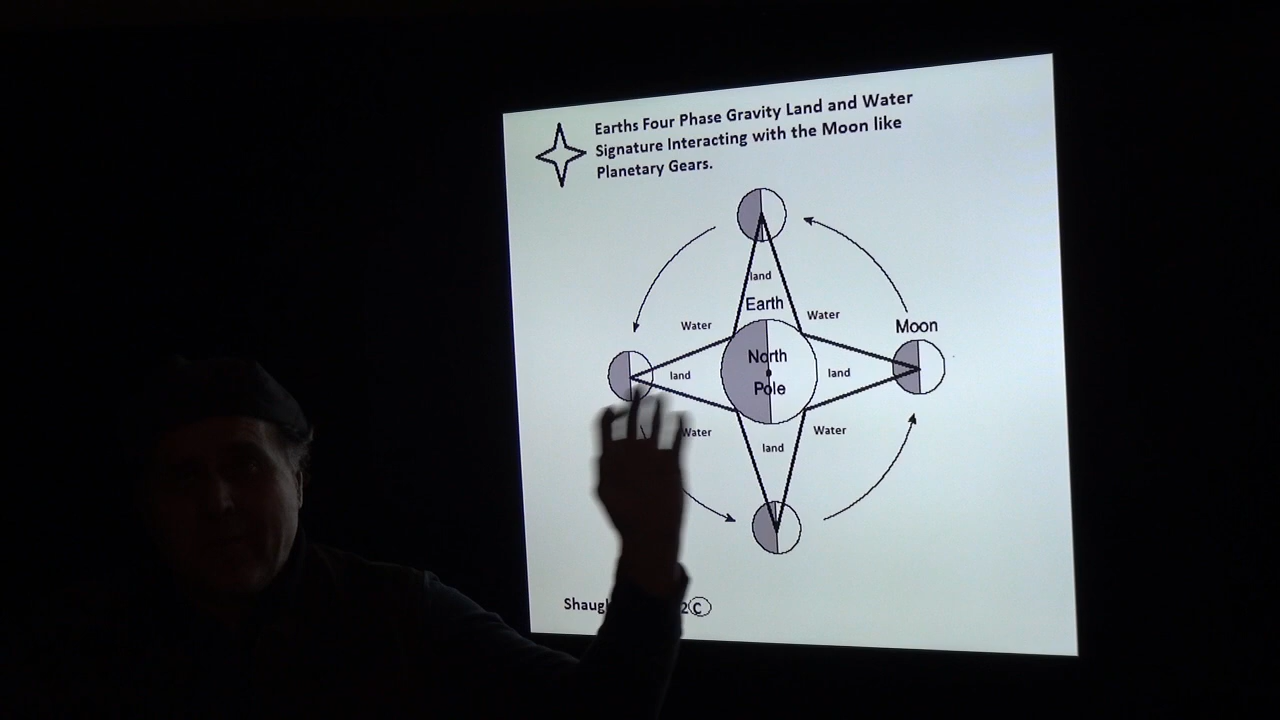 Earths Four Phase Gravity Land and Water
Signature Interacting with the Moon like
Planetary Gears.
land
Earth
Water
Water
Moon
North
Pole
land
land
Water
Water
land
©